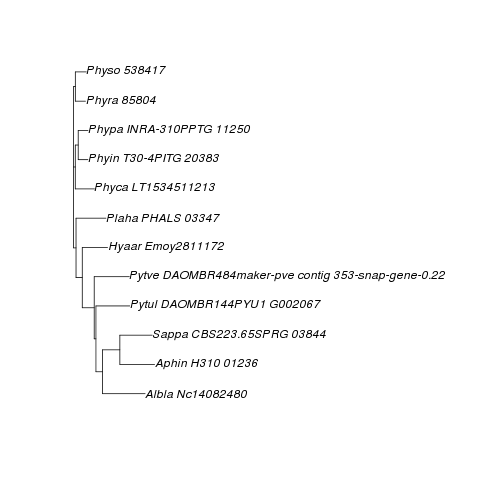 Physo 538417
Phyra 85804
Phypa INRA-310PPTG 11250
Phyin T30-4PITG 20383
Phyca LT1534511213
Plaha PHALS 03347
Hyaar Emoy2811172
Pytve DAOMBR484maker-pve contig 353-snap-gene-0.22
Pytul DAOMBR144PYU1 G002067
Sappa CBS223.65SPRG 03844
Aphin H310 01236
Albla Nc14082480